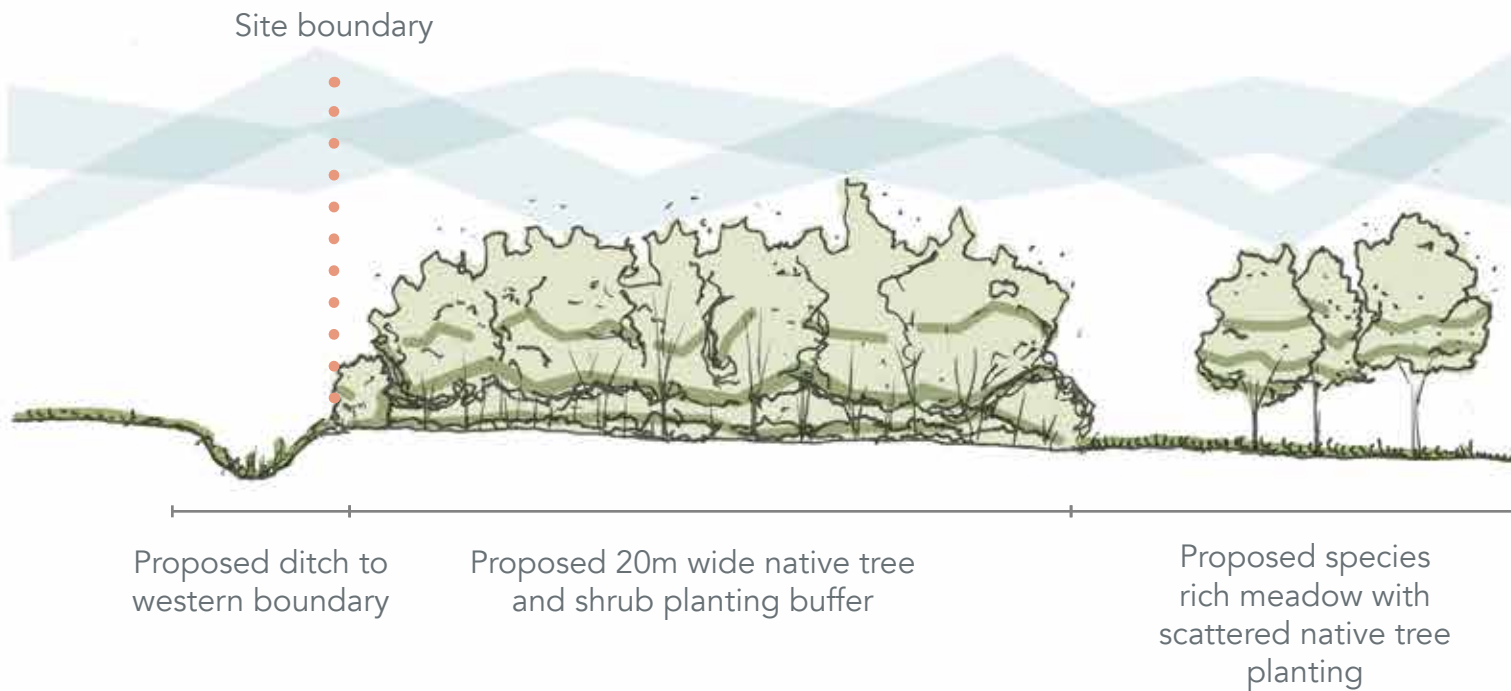 Site boundary
Proposed ditch to
western boundary
Proposed 20m wide native tree
and shrub planting buffer
Proposed species
rich meadow with
scattered native tree
planting